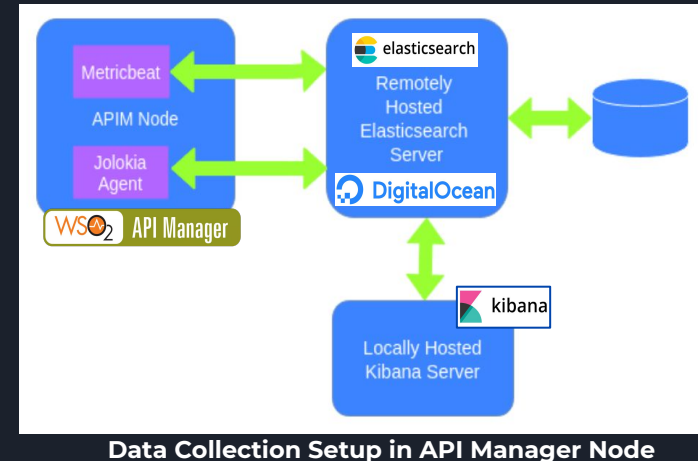 Metricbeat
APIM Node
Jolokia
Agent
WSO2 API Manager
elasticsearch
Remotely
Hosted
Elasticsearch
Server
DigitalOcean
kibana
Locally Hosted
Kibana Server
Data Collection Setup in API Manager Node